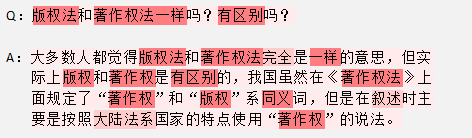 Q：版权法和著作权法一样吗？有区别吗？
A：大多数人都觉得版权法和著作权法完全是一样的意思，但实
际上版权和著作权是有区别的，我国虽然在《著作权法》上
面规定了“著作权”和“版权”系同义词，但是在叙述时主
要是按照大陆法系国家的特点使用“著作权”的说法。